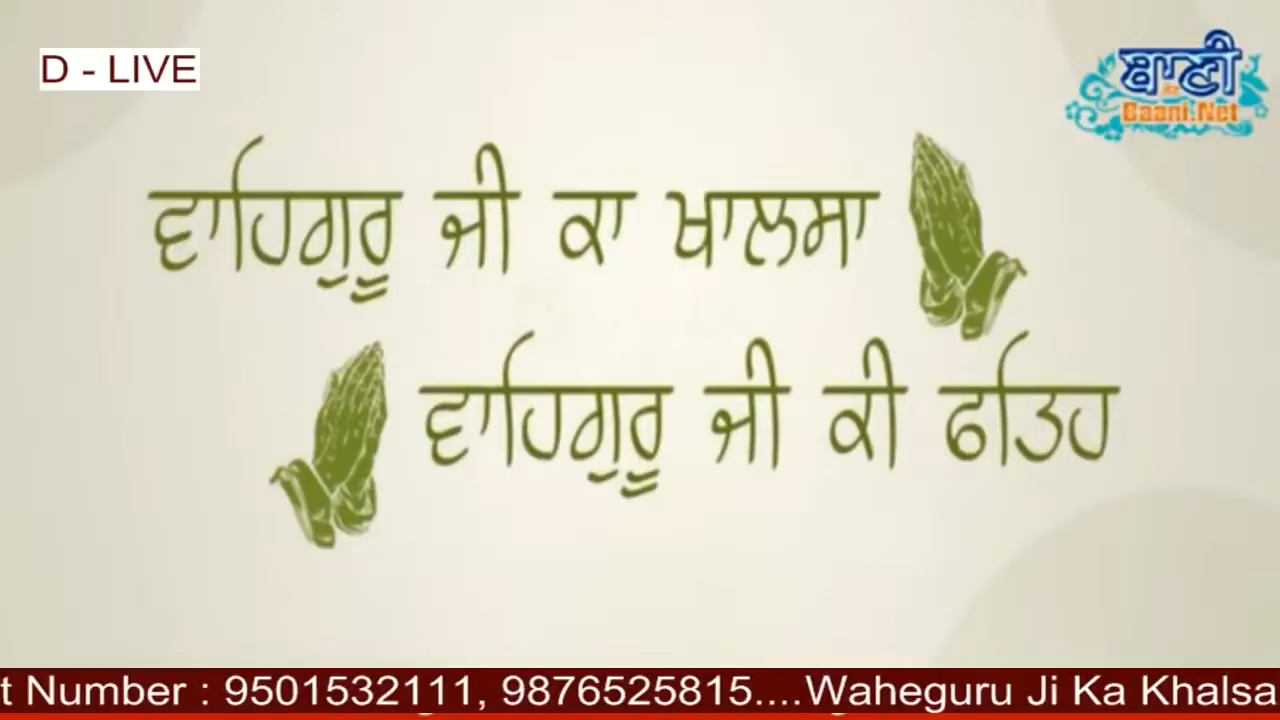 D - LIVE
ਬਾਣੀ
Baani.Net
ਵਾਹਿਗੁਰੂ ਜੀ ਕਾ ਖਾਲਸਾ
ਵਾਹਿਗੁਰੂ ਜੀ ਕੀ ਫਤਿਹ
t Number : 9501532111, 9876525815....Waheguru Ji Ka Khalsa